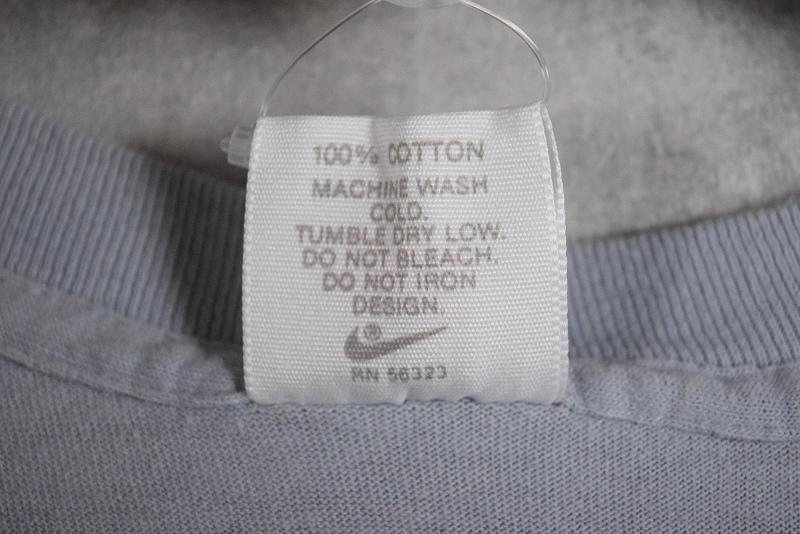 100% COTTON
MACHINE WASH
COLD.
TUMBLE DRY LOW.
DO NOT BLEACH.
DO NOT IRON
DESIGN.
RN 56323